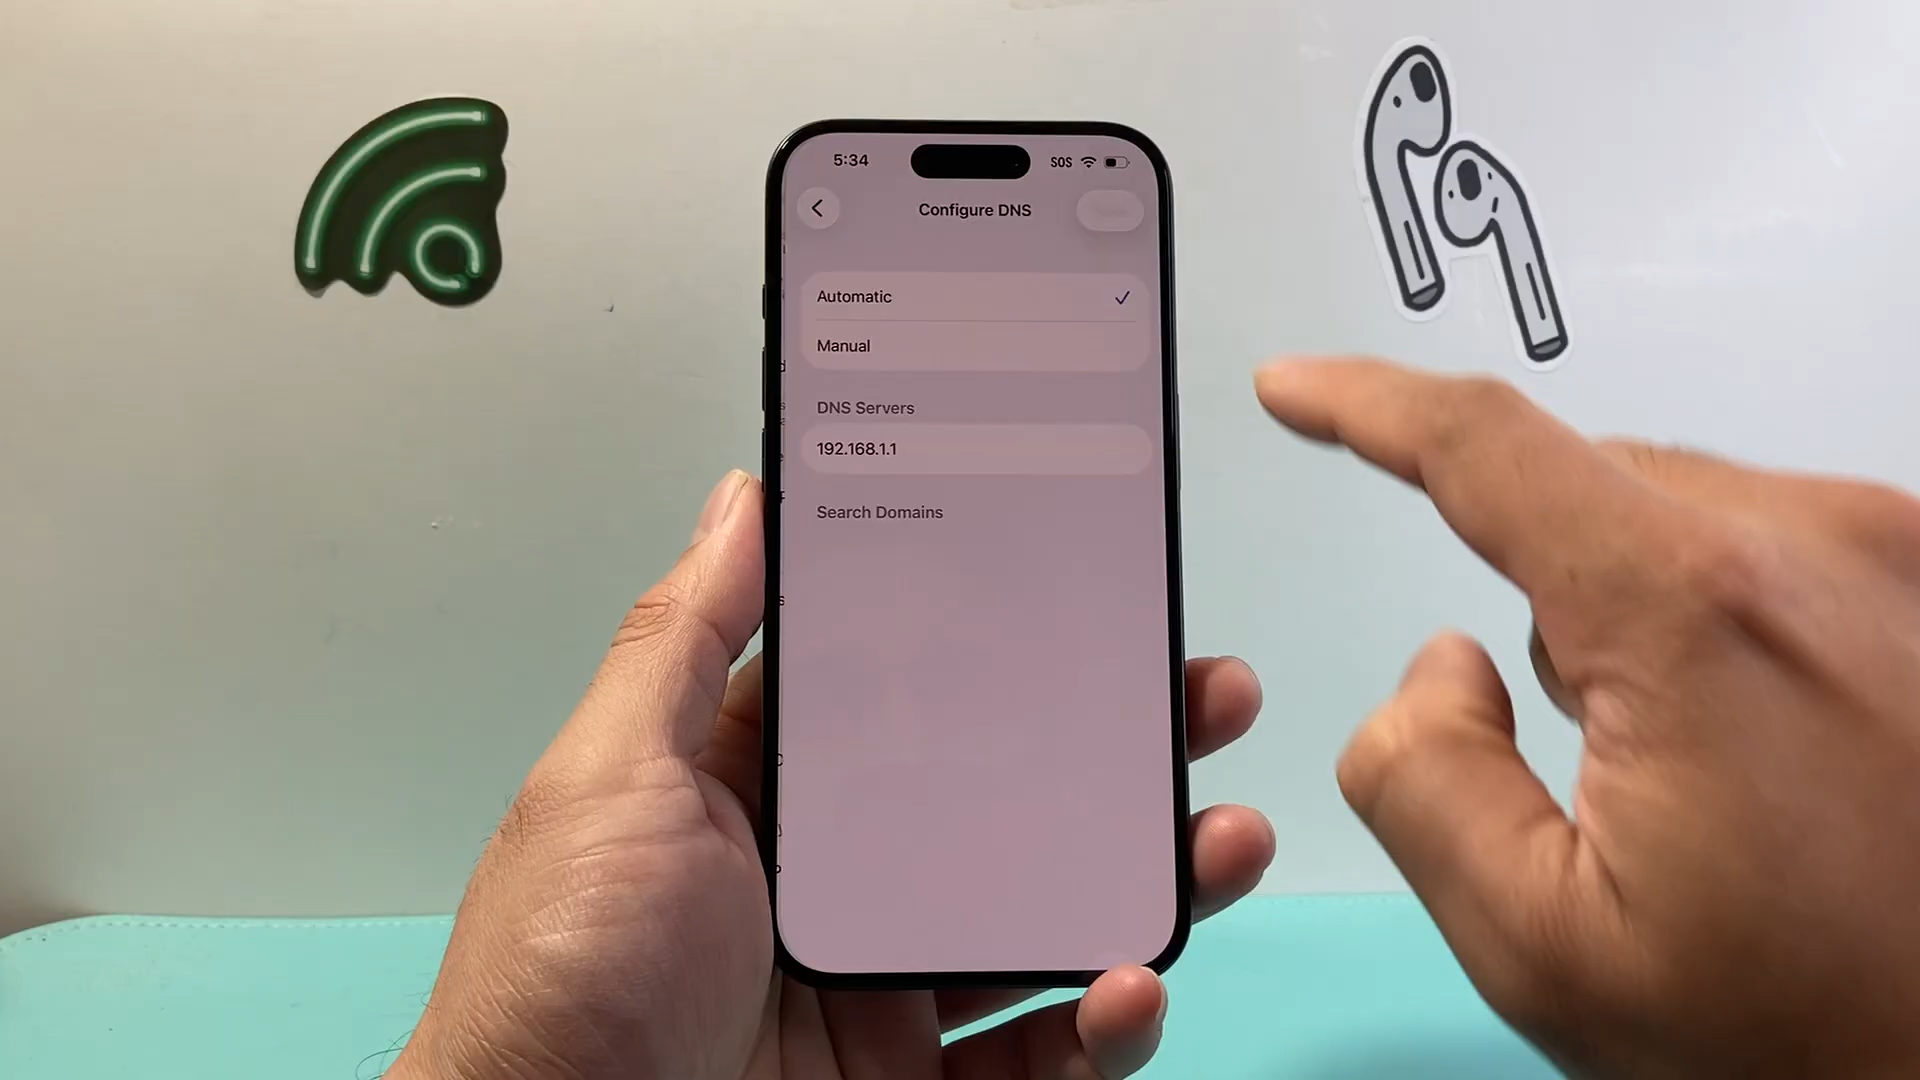 5:34
SOS
Configure DNS
Automatic
Manual
DNS Servers
192.168.1.1
Search Domains